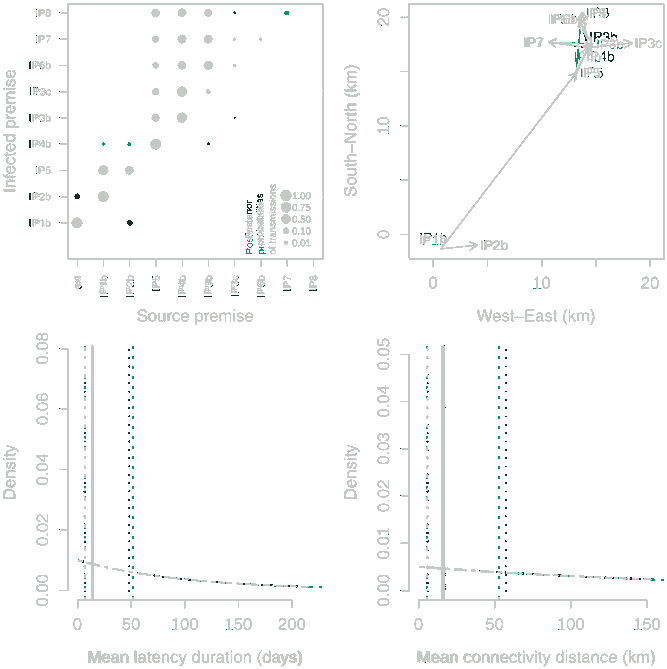 IP8
IP7
IP6b
IP3c
IP3b
IP4b
IP5
IP2b
IP1b
Infected premise
Posterior
probabilities
of transmissions
1.00
0.75
0.50
0.10
0.01
IP1b
IP2b
IP5
IP4b
IP3b
IP3c
IP6b
IP7
IP8
Source premise
20
10
0
South−North (km)
IP7
IP3b
IP3c
IP4b
IP5
IP1b
IP2b
0
10
20
West−East (km)
0.08
0.06
0.04
0.02
0.00
Density
0
50
100
150
200
Mean latency duration (days)
0.05
0.04
0.03
0.02
0.01
0.00
Density
0
50
100
150
Mean connectivity distance (km)